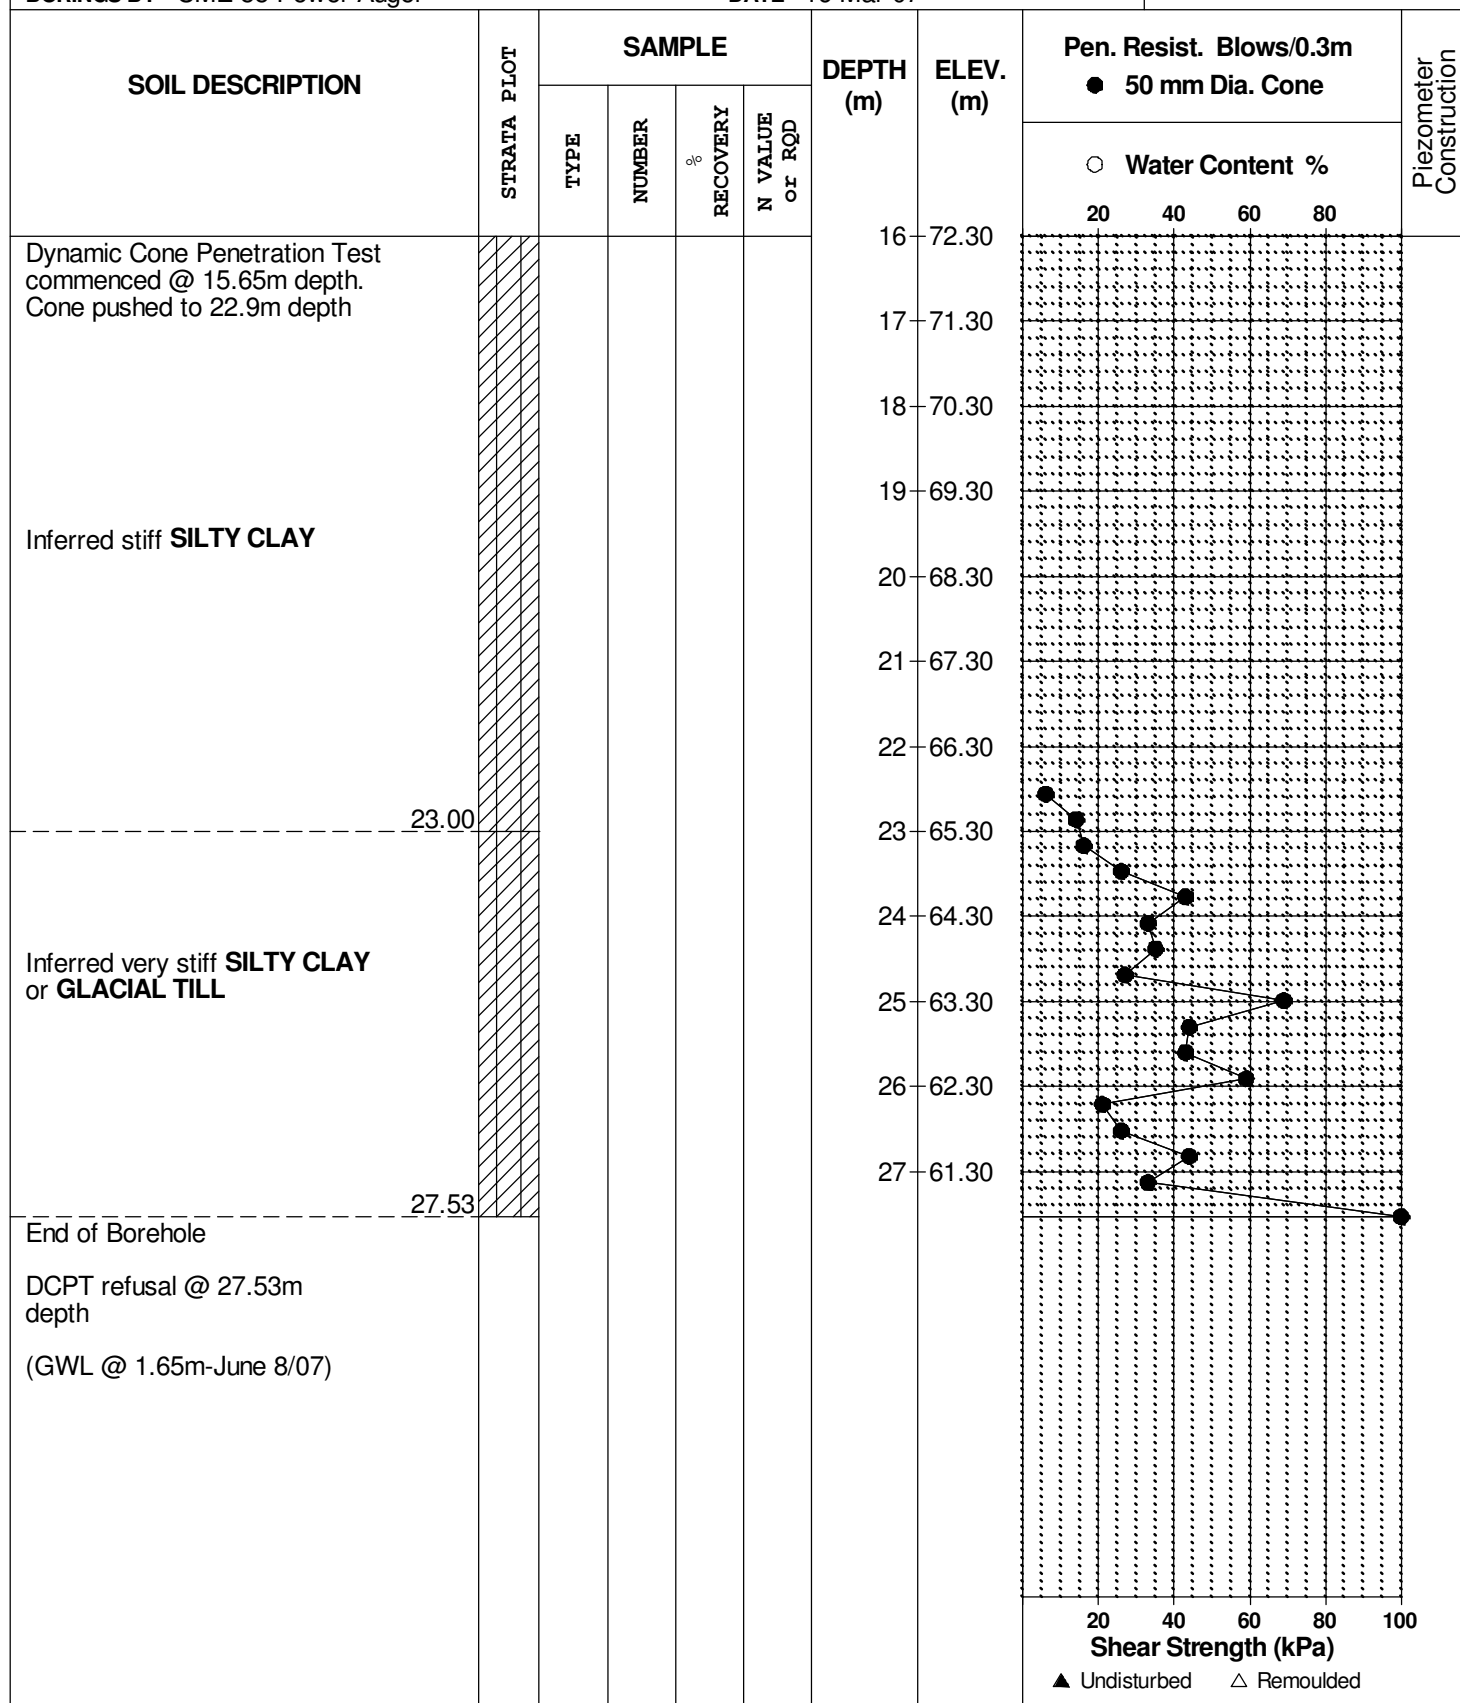 SOIL DESCRIPTION
STRATA PLOT
SAMPLE
TYPE
NUMBER
%
RECOVERY
N VALUE
or RQD
DEPTH
(m)
ELEV.
(m)
Pen. Resist. Blows/0.3m
● 50 mm Dia. Cone
○ Water Content %
20 40 60 80
Piezometer
Construction
16 72.30
Dynamic Cone Penetration Test
commenced @ 15.65m depth.
Cone pushed to 22.9m depth
17 71.30
18 70.30
19 69.30
Inferred stiff SILTY CLAY
20 68.30
21 67.30
22 66.30
23.00
23 65.30
24 64.30
Inferred very stiff SILTY CLAY
or GLACIAL TILL
25 63.30
26 62.30
27 61.30
27.53
End of Borehole
DCPT refusal @ 27.53m
depth
(GWL @ 1.65m-June 8/07)
20 40 60 80 100
Shear Strength (kPa)
▲ Undisturbed △ Remoulded